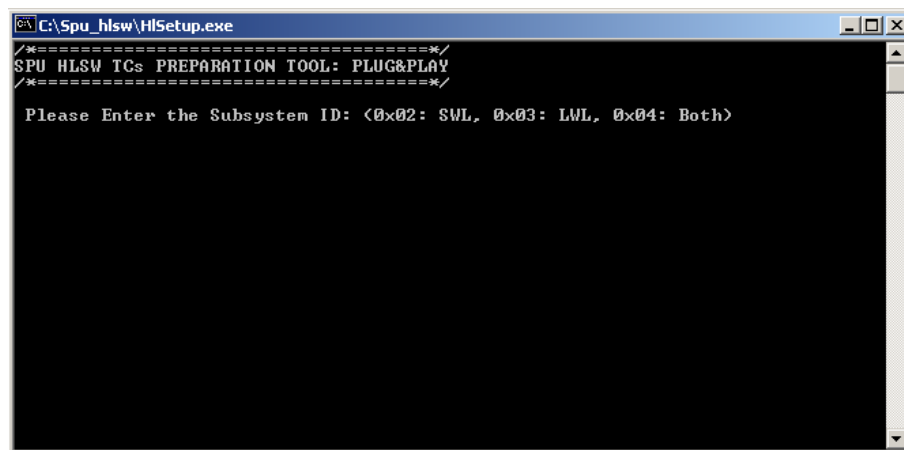 C:\Spu_hlsw\HlSetup.exe
/*====================================*/
SPU HLSW TCs PREPARATION TOOL: PLUG&PLAY
/*====================================*/
Please Enter the Subsystem ID: (0x02: SWL, 0x03: LWL, 0x04: Both)